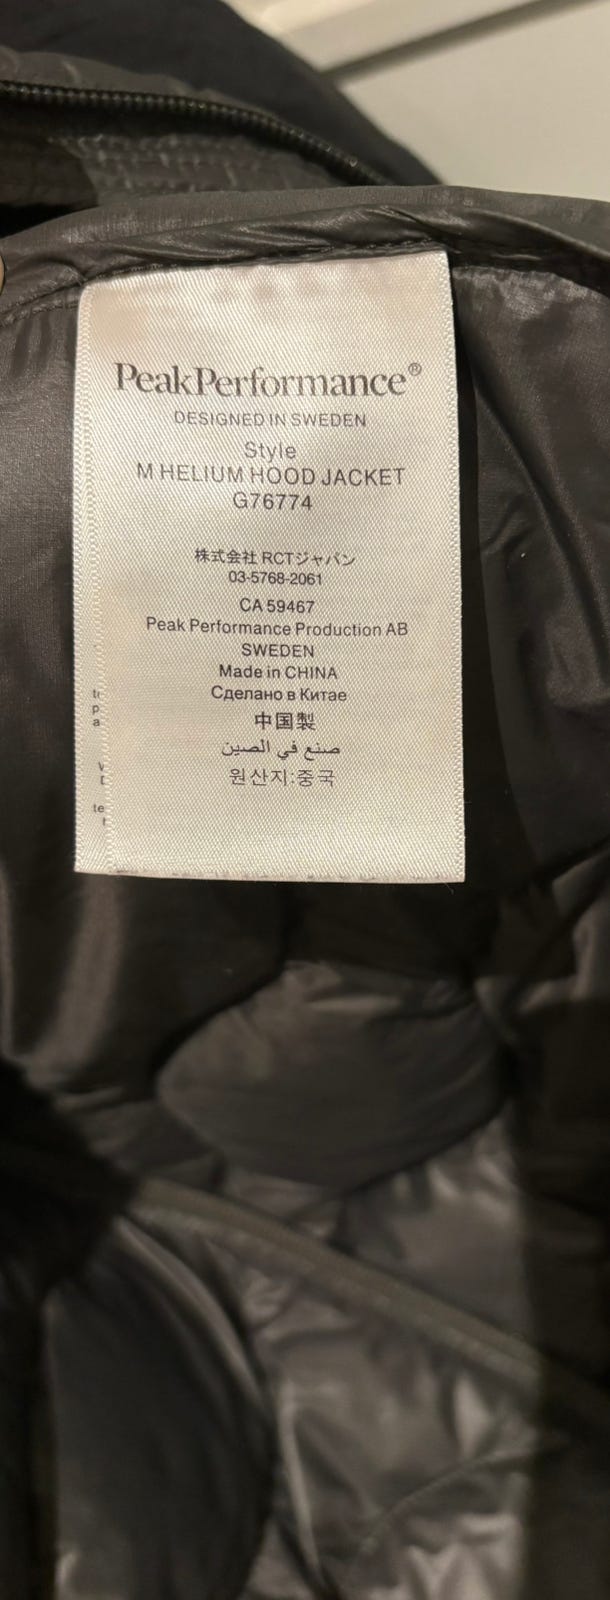 PeakPerformance®
DESIGNED IN SWEDEN
Style
M HELIUM HOOD JACKET
G76774
株式会社 RCTジャパン
03-5768-2061
CA 59467
Peak Performance Production AB
SWEDEN
Made in CHINA
Сделано в Китае
中国製
صنع في الصين
원산지:중국